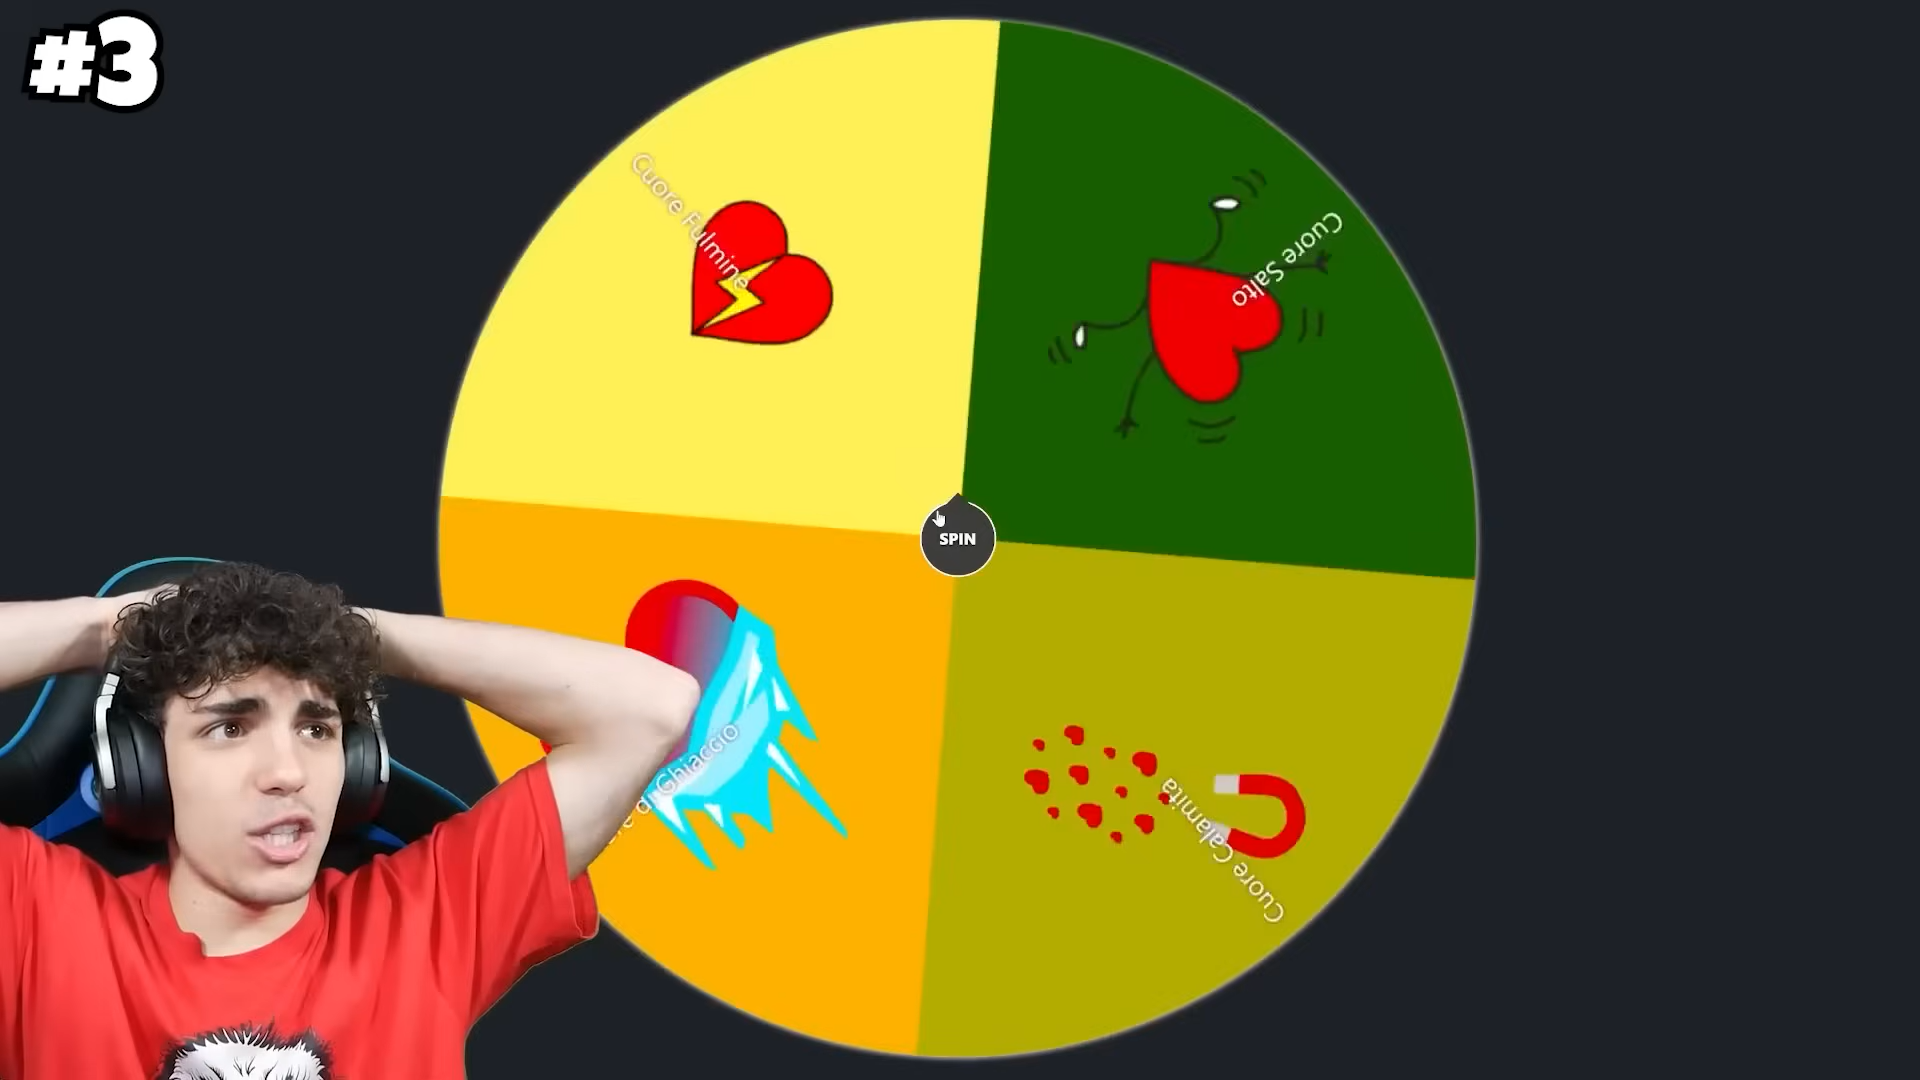 #3
Cuore Fulmine
Cuore Salto
SPIN
di Ghiaccio
Cuore Calamita